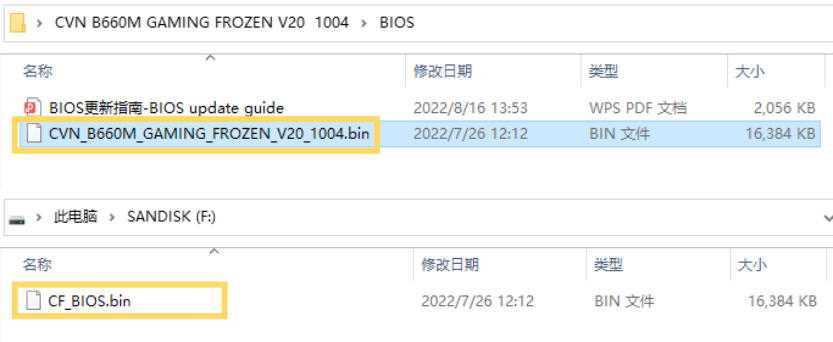 CVN B660M GAMING FROZEN V20 1004 › BIOS
名称 修改日期 类型 大小
BIOS更新指南-BIOS update guide 2022/8/16 13:53 WPS PDF 文档 2,056 KB
CVN_B660M_GAMING_FROZEN_V20_1004.bin 2022/7/26 12:12 BIN 文件 16,384 KB
此电脑 › SANDISK (F:)
名称 修改日期 类型 大小
CF_BIOS.bin 2022/7/26 12:12 BIN 文件 16,384 KB